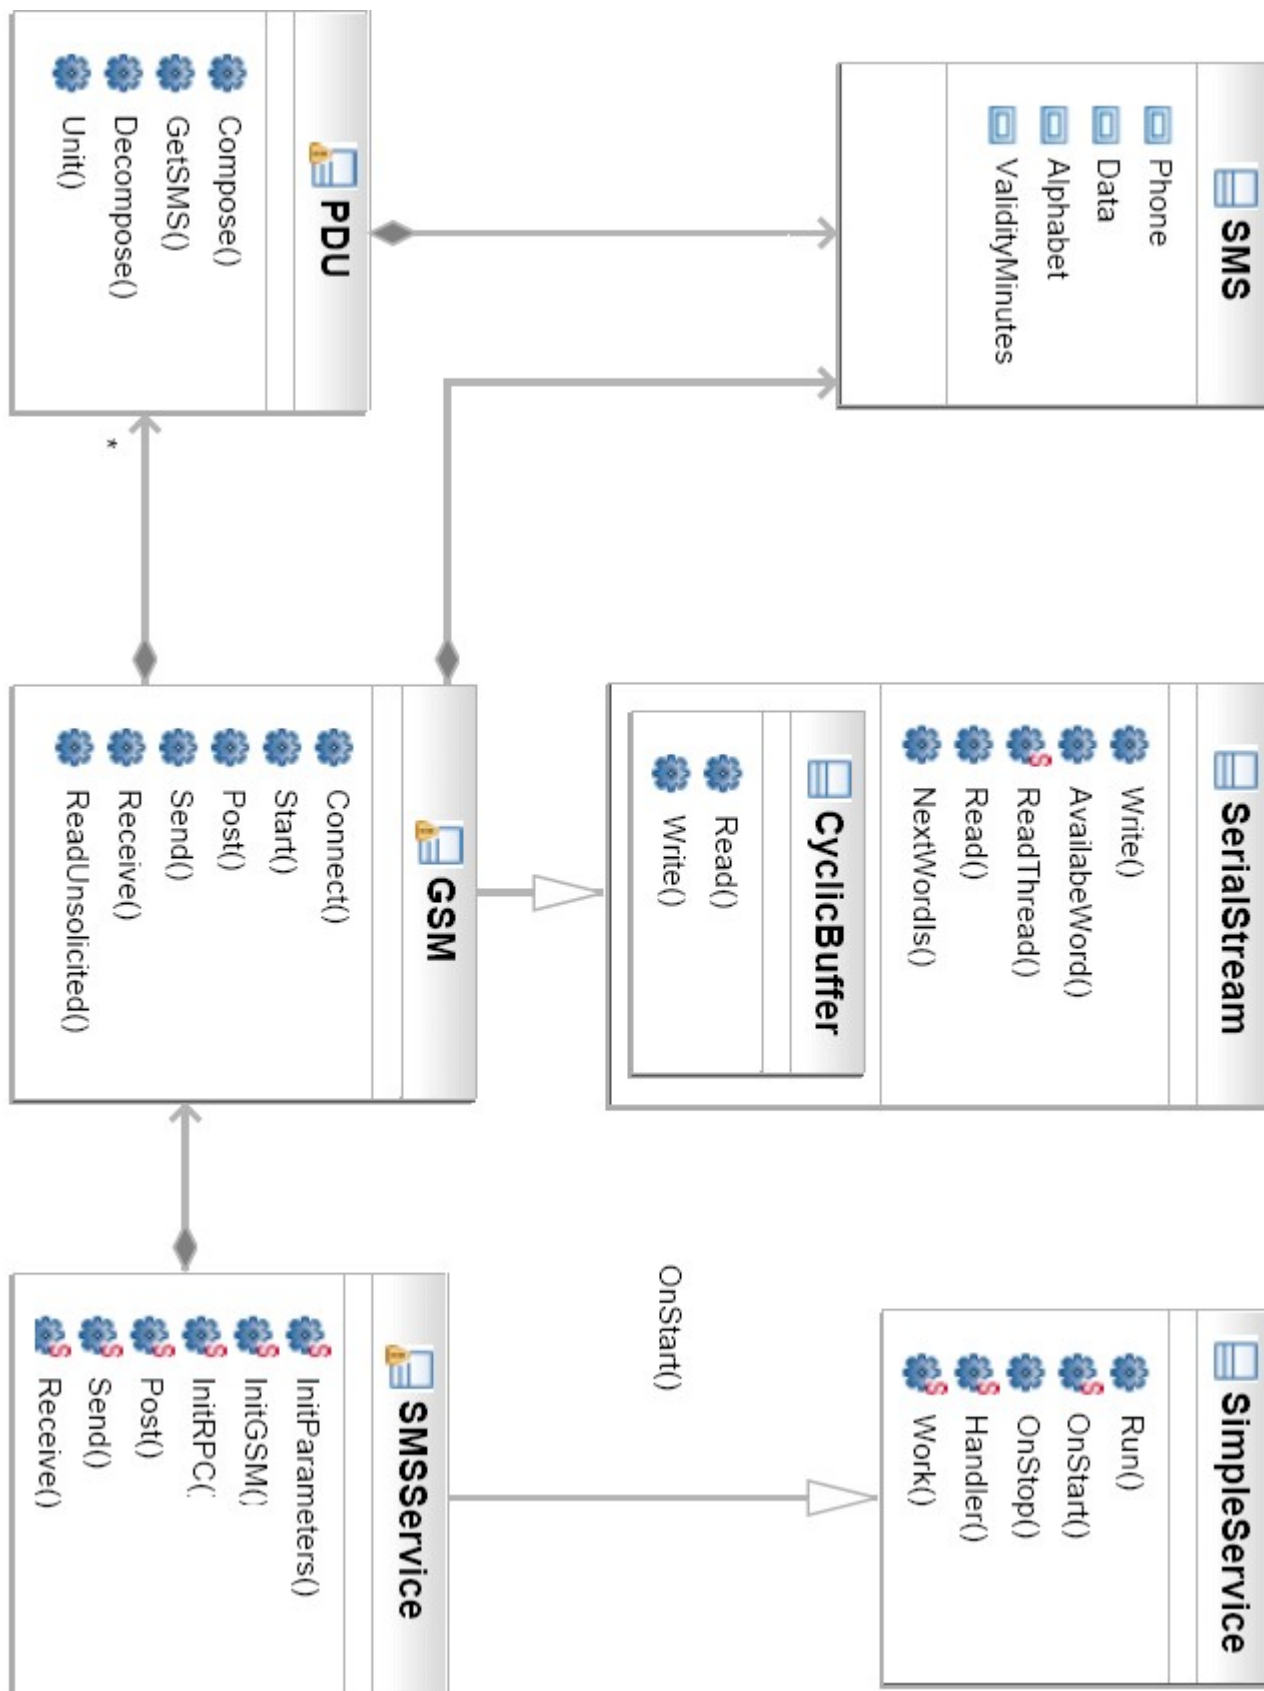 SMS
Phone
Data
Alphabet
ValidityMinutes
SerialStream
Write()
AvailabeWord()
ReadThread()
Read()
NextWordIs()
CyclicBuffer
Read()
Write()
SimpleService
Run()
OnStart()
OnStop()
Handler()
Work()
OnStart()
PDU
Compose()
GetSMS()
Decompose()
Unit()
*
GSM
Connect()
Start()
Post()
Send()
Receive()
ReadUnsolicited()
SMSService
InitParameters()
InitGSM()
InitRPC(
Post()
Send()
Receive()